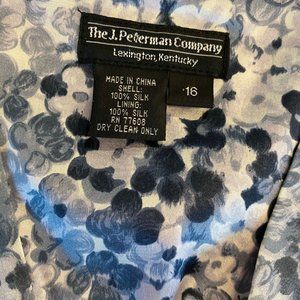 The J. Peterman Company
Lexington, Kentucky
MADE IN CHINA
SHELL:
100% SILK
LINING:
100% SILK
RN 77608
DRY CLEAN ONLY
16